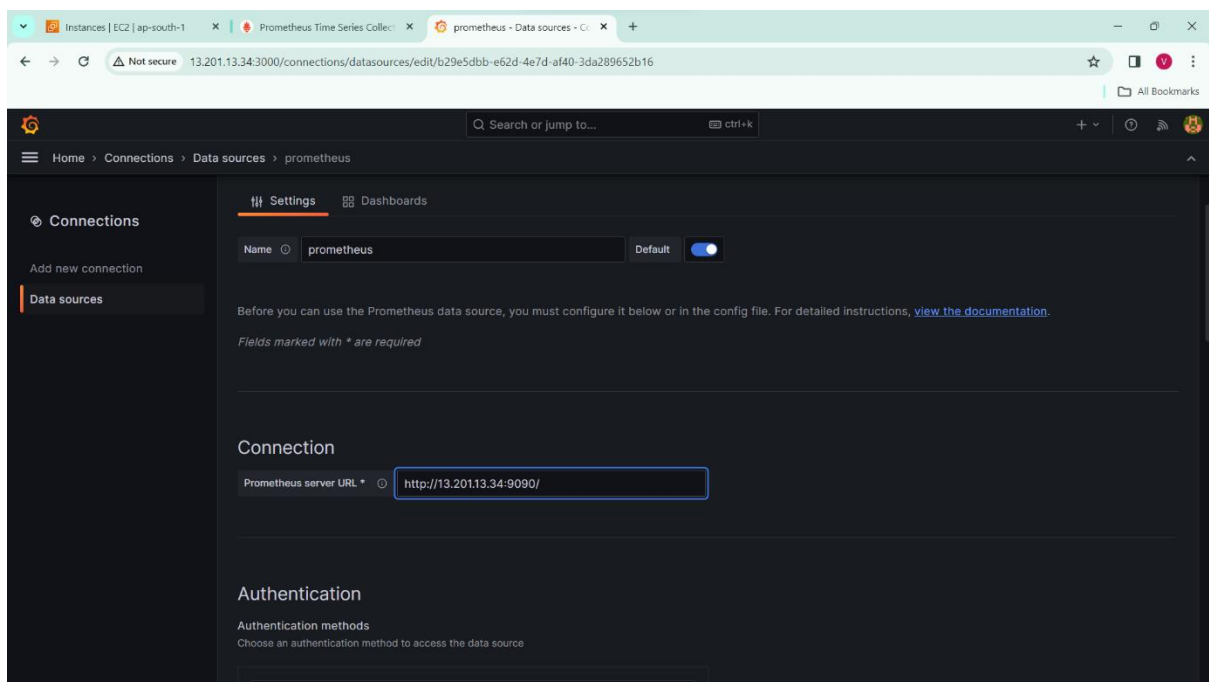 Instances | EC2 | ap-south-1
Prometheus Time Series Collect
prometheus - Data sources - Co
Not secure 13.201.13.34:3000/connections/datasources/edit/b29e5dbb-e62d-4e7d-af40-3da289652b16
V
All Bookmarks
Search or jump to... ctrl+k
Home › Connections › Data sources › prometheus
Connections
Add new connection
Data sources
Settings Dashboards
Name prometheus Default
Before you can use the Prometheus data source, you must configure it below or in the config file. For detailed instructions, view the documentation.
Fields marked with * are required
Connection
Prometheus server URL * http://13.201.13.34:9090/
Authentication
Authentication methods
Choose an authentication method to access the data source